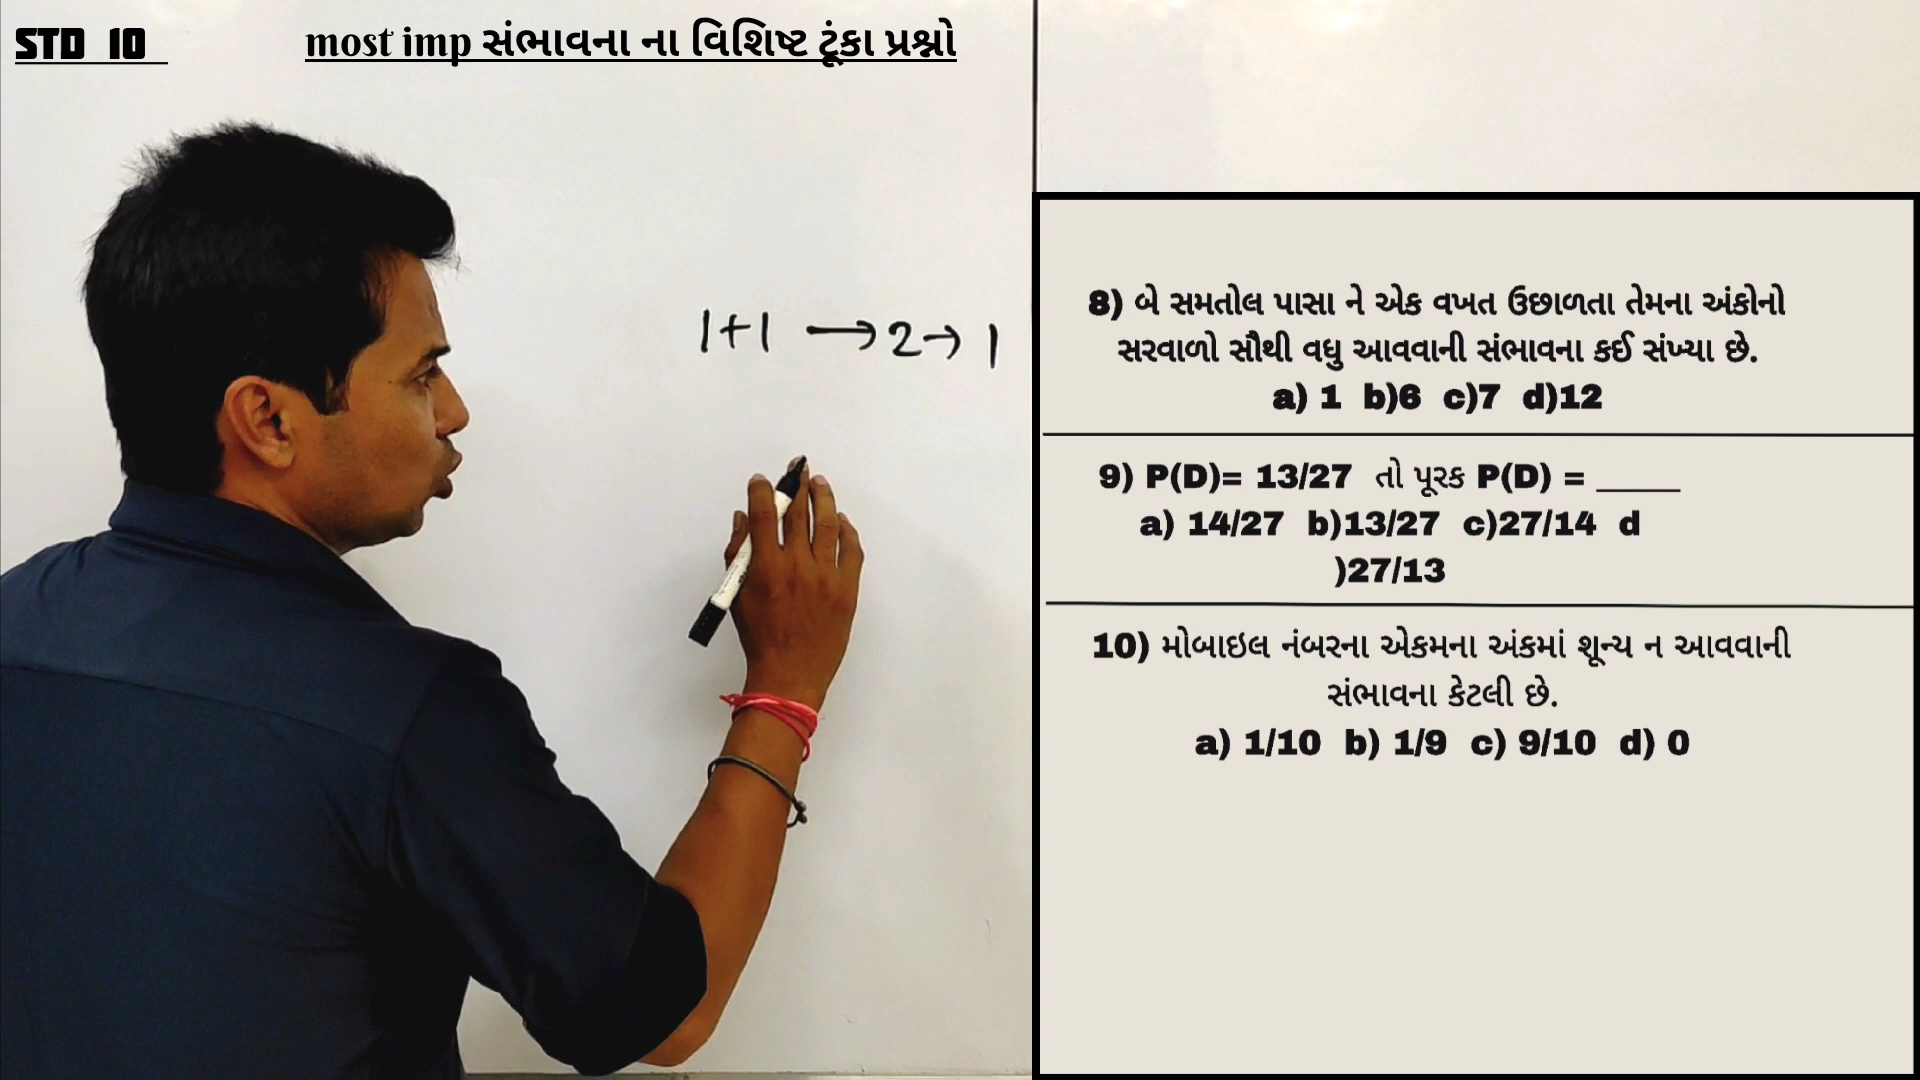 STD 10
most imp સંભાવના ના વિશિષ્ટ ટૂંકા પ્રશ્નો
1+1 → 2 → 1
8) બે સમતોલ પાસા ને એક વખત ઉછાળતા તેમના અંકોનો
સરવાળો સૌથી વધુ આવવાની સંભાવના કઈ સંખ્યા છે.
a) 1 b)6 c)7 d)12
9) P(D)= 13/27 તો પૂરક P(D) = _____
a) 14/27 b)13/27 c)27/14 d
)27/13
10) મોબાઇલ નંબરના એકમના અંકમાં શૂન્ય ન આવવાની
સંભાવના કેટલી છે.
a) 1/10 b) 1/9 c) 9/10 d) 0